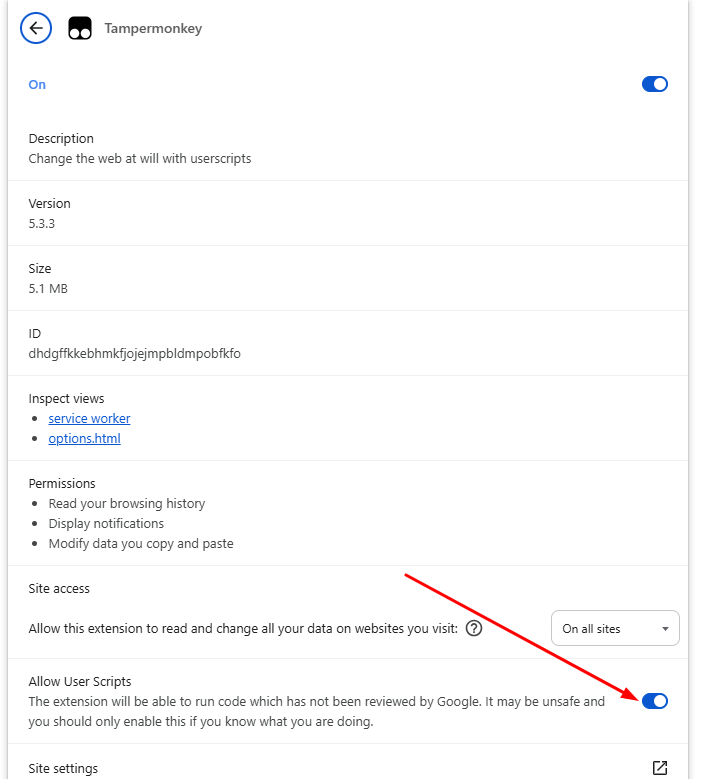 Tampermonkey
On
Description
Change the web at will with userscripts
Version
5.3.3
Size
5.1 MB
ID
dhdgffkkebhmkfjojejmpbldmpobfkfo
Inspect views
service worker
options.html
Permissions
Read your browsing history
Display notifications
Modify data you copy and paste
Site access
Allow this extension to read and change all your data on websites you visit: ? On all sites
Allow User Scripts
The extension will be able to run code which has not been reviewed by Google. It may be unsafe and
you should only enable this if you know what you are doing.
Site settings